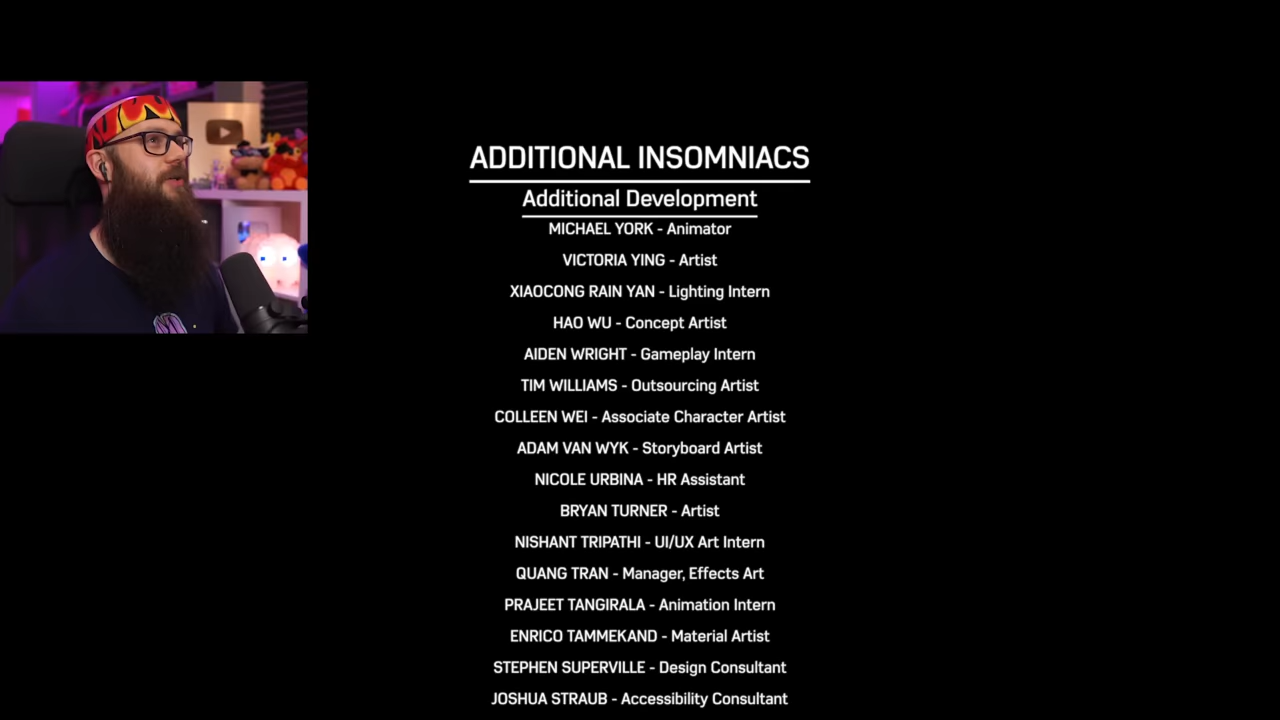 ADDITIONAL INSOMNIACS
Additional Development
MICHAEL YORK - Animator
VICTORIA YING - Artist
XIAOCONG RAIN YAN - Lighting Intern
HAO WU - Concept Artist
AIDEN WRIGHT - Gameplay Intern
TIM WILLIAMS - Outsourcing Artist
COLLEEN WEI - Associate Character Artist
ADAM VAN WYK - Storyboard Artist
NICOLE URBINA - HR Assistant
BRYAN TURNER - Artist
NISHANT TRIPATHI - UI/UX Art Intern
QUANG TRAN - Manager, Effects Art
PRAJEET TANGIRALA - Animation Intern
ENRICO TAMMEKAND - Material Artist
STEPHEN SUPERVILLE - Design Consultant
JOSHUA STRAUB - Accessibility Consultant